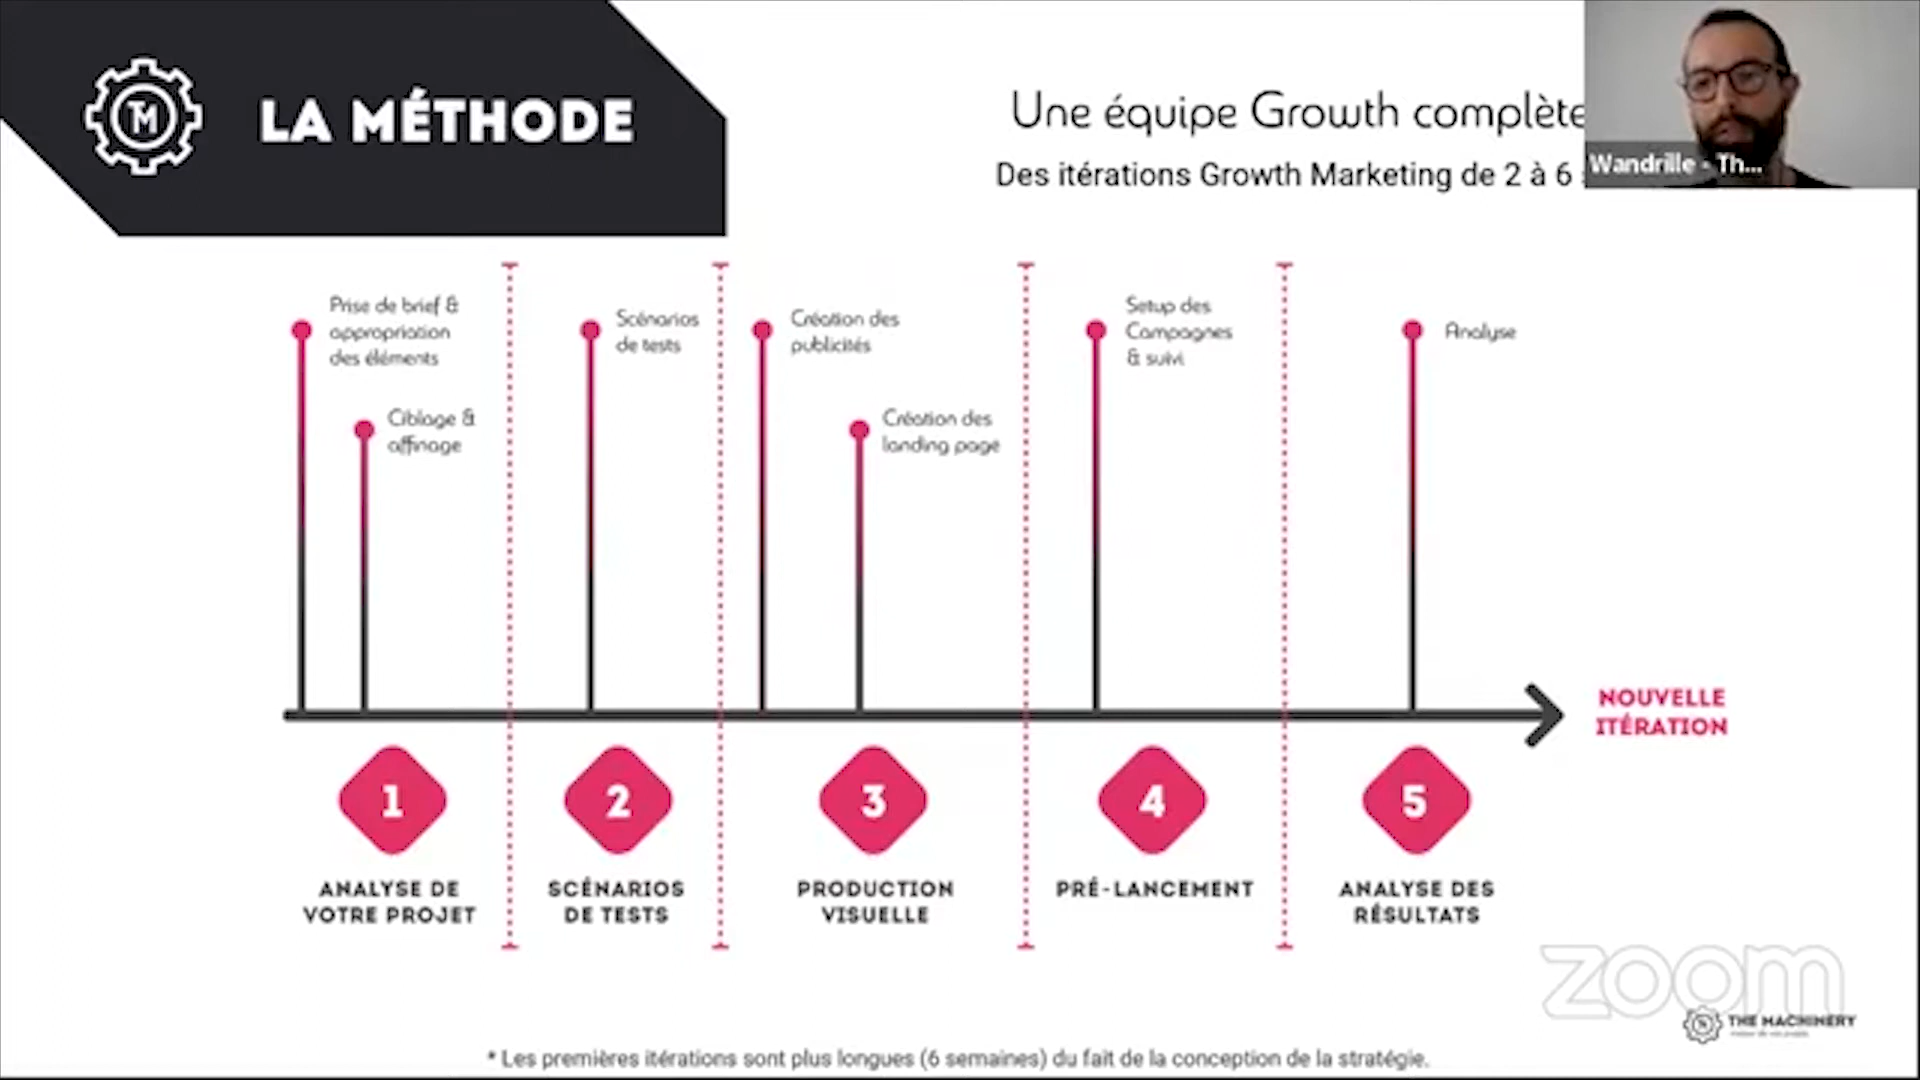 TM
LA MÉTHODE
Une équipe Growth complète
Des itérations Growth Marketing de 2 à 6
Wandrille - Th...
Prise de brief &
appropriation
des éléments
Ciblage &
affinage
Scénarios
de tests
Création des
publicités
Création des
landing page
Setup des
Campagnes
& suivi
Analyse
NOUVELLE
ITÉRATION
1
2
3
4
5
ANALYSE DE
VOTRE PROJET
SCÉNARIOS
DE TESTS
PRODUCTION
VISUELLE
PRÉ-LANCEMENT
ANALYSE DES
RÉSULTATS
zoom
THE MACHINERY
* Les premières itérations sont plus longues (6 semaines) du fait de la conception de la stratégie.